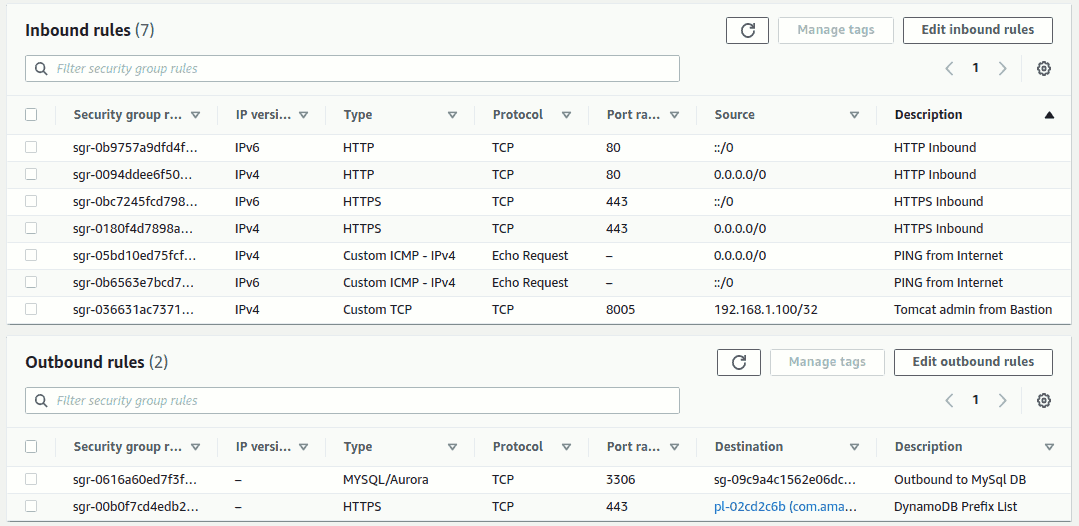 Inbound rules (7)
Manage tags
Edit inbound rules
Filter security group rules
1
Security group r... IP versi... Type Protocol Port ra... Source Description
sgr-0b9757a9dfd4f... IPv6 HTTP TCP 80 ::/0 HTTP Inbound
sgr-0094ddee6f50... IPv4 HTTP TCP 80 0.0.0.0/0 HTTP Inbound
sgr-0bc7245fcd798... IPv6 HTTPS TCP 443 ::/0 HTTPS Inbound
sgr-0180f4d7898a... IPv4 HTTPS TCP 443 0.0.0.0/0 HTTPS Inbound
sgr-05bd10ed75fcf... IPv4 Custom ICMP - IPv4 Echo Request – 0.0.0.0/0 PING from Internet
sgr-0b6563e7bcd7... IPv6 Custom ICMP - IPv4 Echo Request – ::/0 PING from Internet
sgr-036631ac7371... IPv4 Custom TCP TCP 8005 192.168.1.100/32 Tomcat admin from Bastion
Outbound rules (2)
Manage tags
Edit outbound rules
Filter security group rules
1
Security group r... IP versi... Type Protocol Port ra... Destination Description
sgr-0616a60ed7f3f... – MYSQL/Aurora TCP 3306 sg-09c9a4c1562e06dc... Outbound to MySql DB
sgr-00b0f7cd4edb2... – HTTPS TCP 443 pl-02cd2c6b (com.ama... DynamoDB Prefix LIst